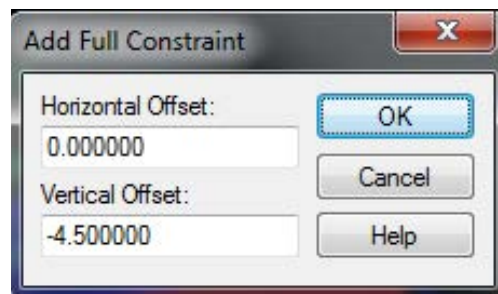 Add Full Constraint
Horizontal Offset:
0.000000
Vertical Offset:
-4.500000
OK
Cancel
Help